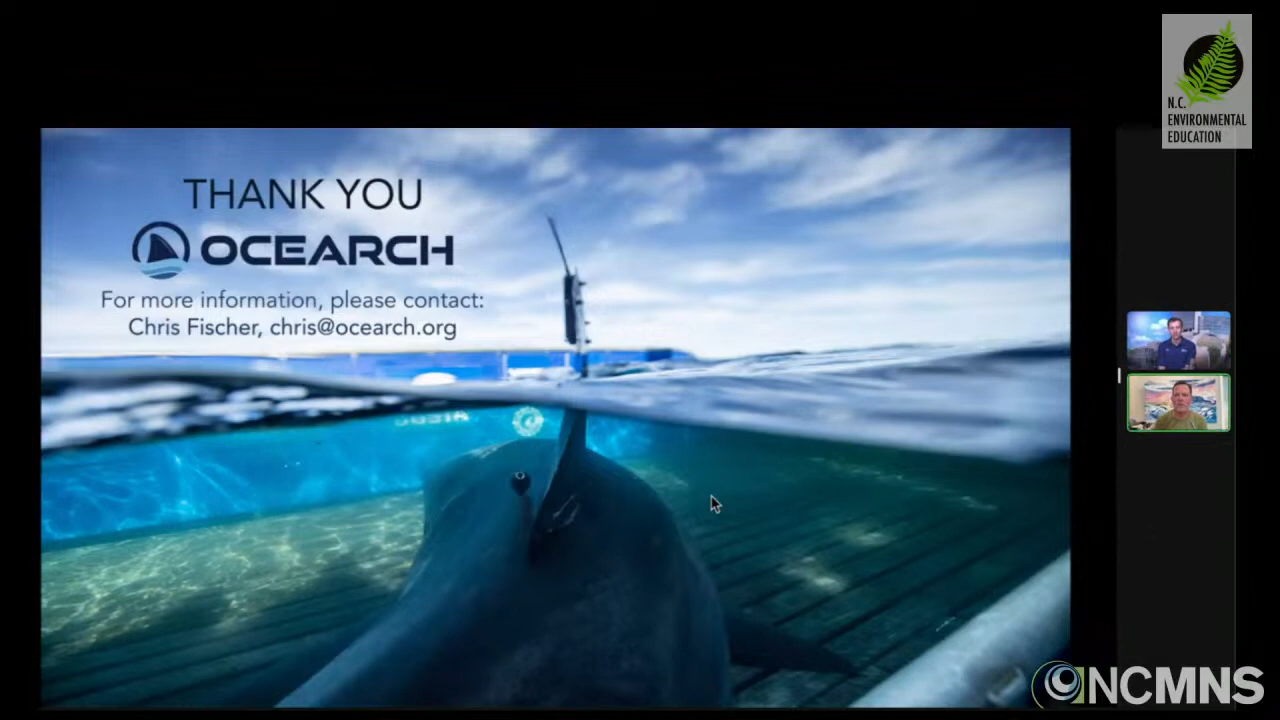 N.C.
ENVIRONMENTAL
EDUCATION
THANK YOU
OCEARCH
For more information, please contact:
Chris Fischer, chris@ocearch.org
NCMNS